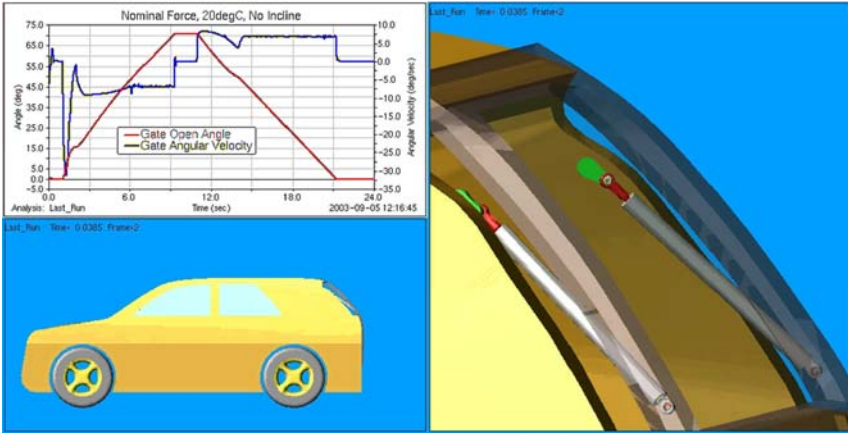 Nominal Force, 20degC, No Incline
75.0
65.0
55.0
45.0
35.0
25.0
15.0
5.0
0.0
-5.0
Angle (deg)
10.0
5.0
0.0
-5.0
-10.0
-15.0
-20.0
-25.0
-30.0
-35.0
Angular Velocity (deg/sec)
Gate Open Angle
Gate Angular Velocity
0.0
6.0
12.0
18.0
24.0
Analysis: Last_Run
Time (sec)
2003-09-05 12:16:45
Last_Run Time= 0.0385 Frame=2
Last_Run Time= 0.0385 Frame=2